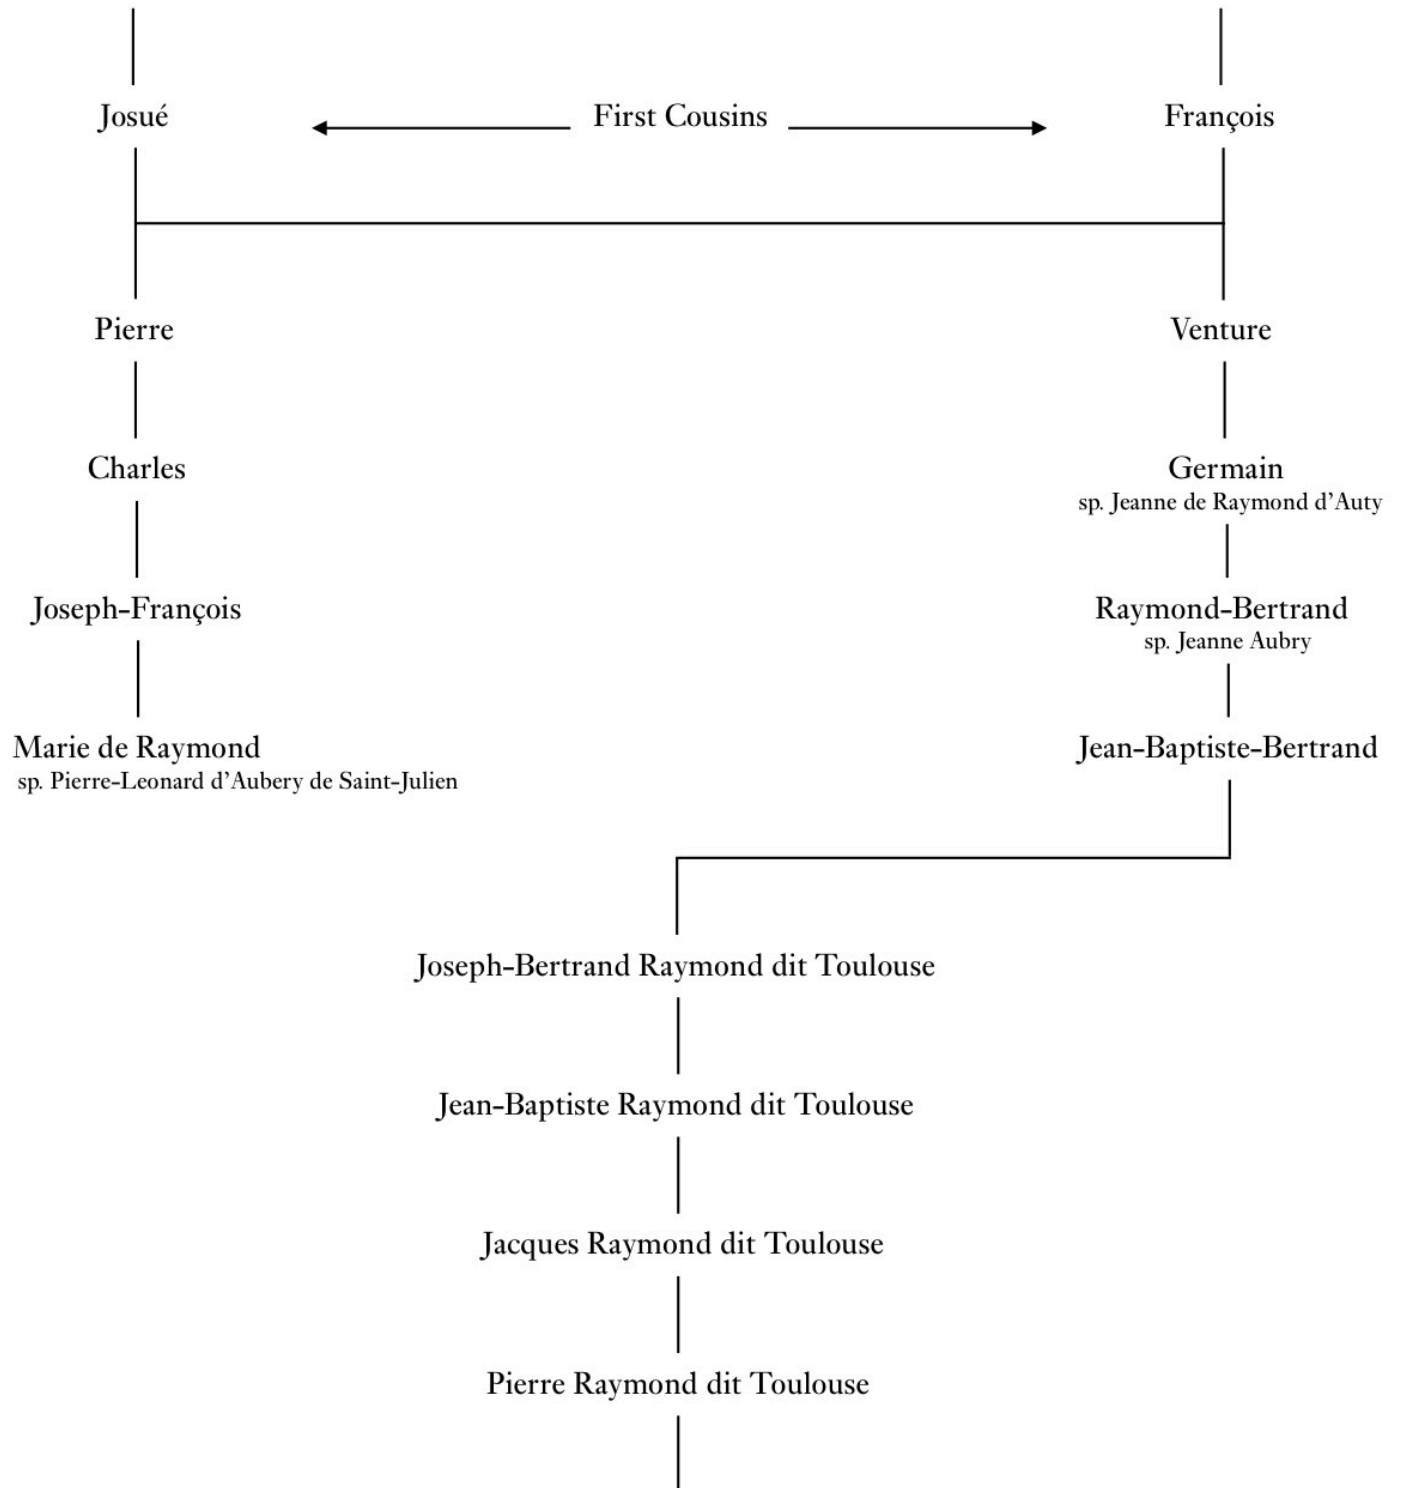 Josué
First Cousins
François
Pierre
Venture
Charles
Germain
sp. Jeanne de Raymond d’Auty
Joseph-François
Raymond-Bertrand
sp. Jeanne Aubry
Marie de Raymond
sp. Pierre-Leonard d’Aubery de Saint-Julien
Jean-Baptiste-Bertrand
Joseph-Bertrand Raymond dit Toulouse
Jean-Baptiste Raymond dit Toulouse
Jacques Raymond dit Toulouse
Pierre Raymond dit Toulouse